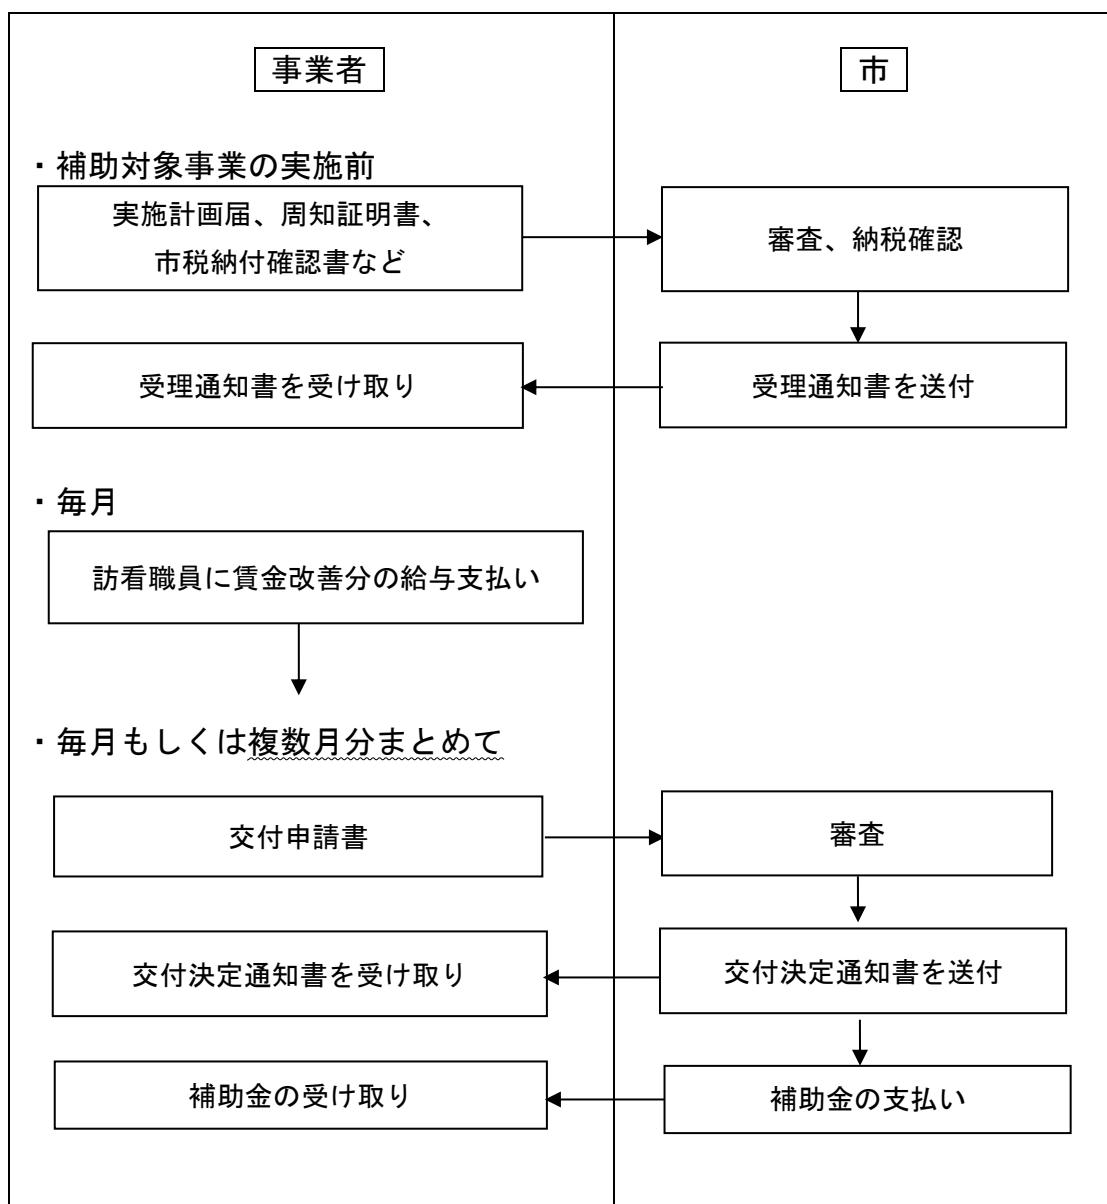 事業者
市
・補助対象事業の実施前
実施計画届、周知証明書、
市税納付確認書など
審査、納税確認
受理通知書を受け取り
受理通知書を送付
・毎月
訪看職員に賃金改善分の給与支払い
・毎月もしくは複数月分まとめて
交付申請書
審査
交付決定通知書を受け取り
交付決定通知書を送付
補助金の受け取り
補助金の支払い